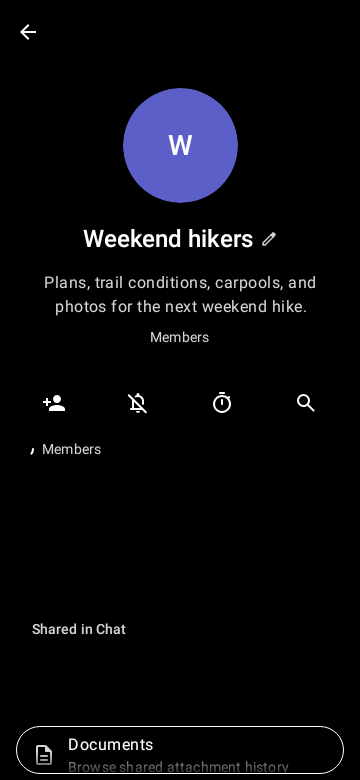 W
Weekend hikers
Plans, trail conditions, carpools, and
photos for the next weekend hike.
Members
Members
Shared in Chat
Documents
Browse shared attachment history